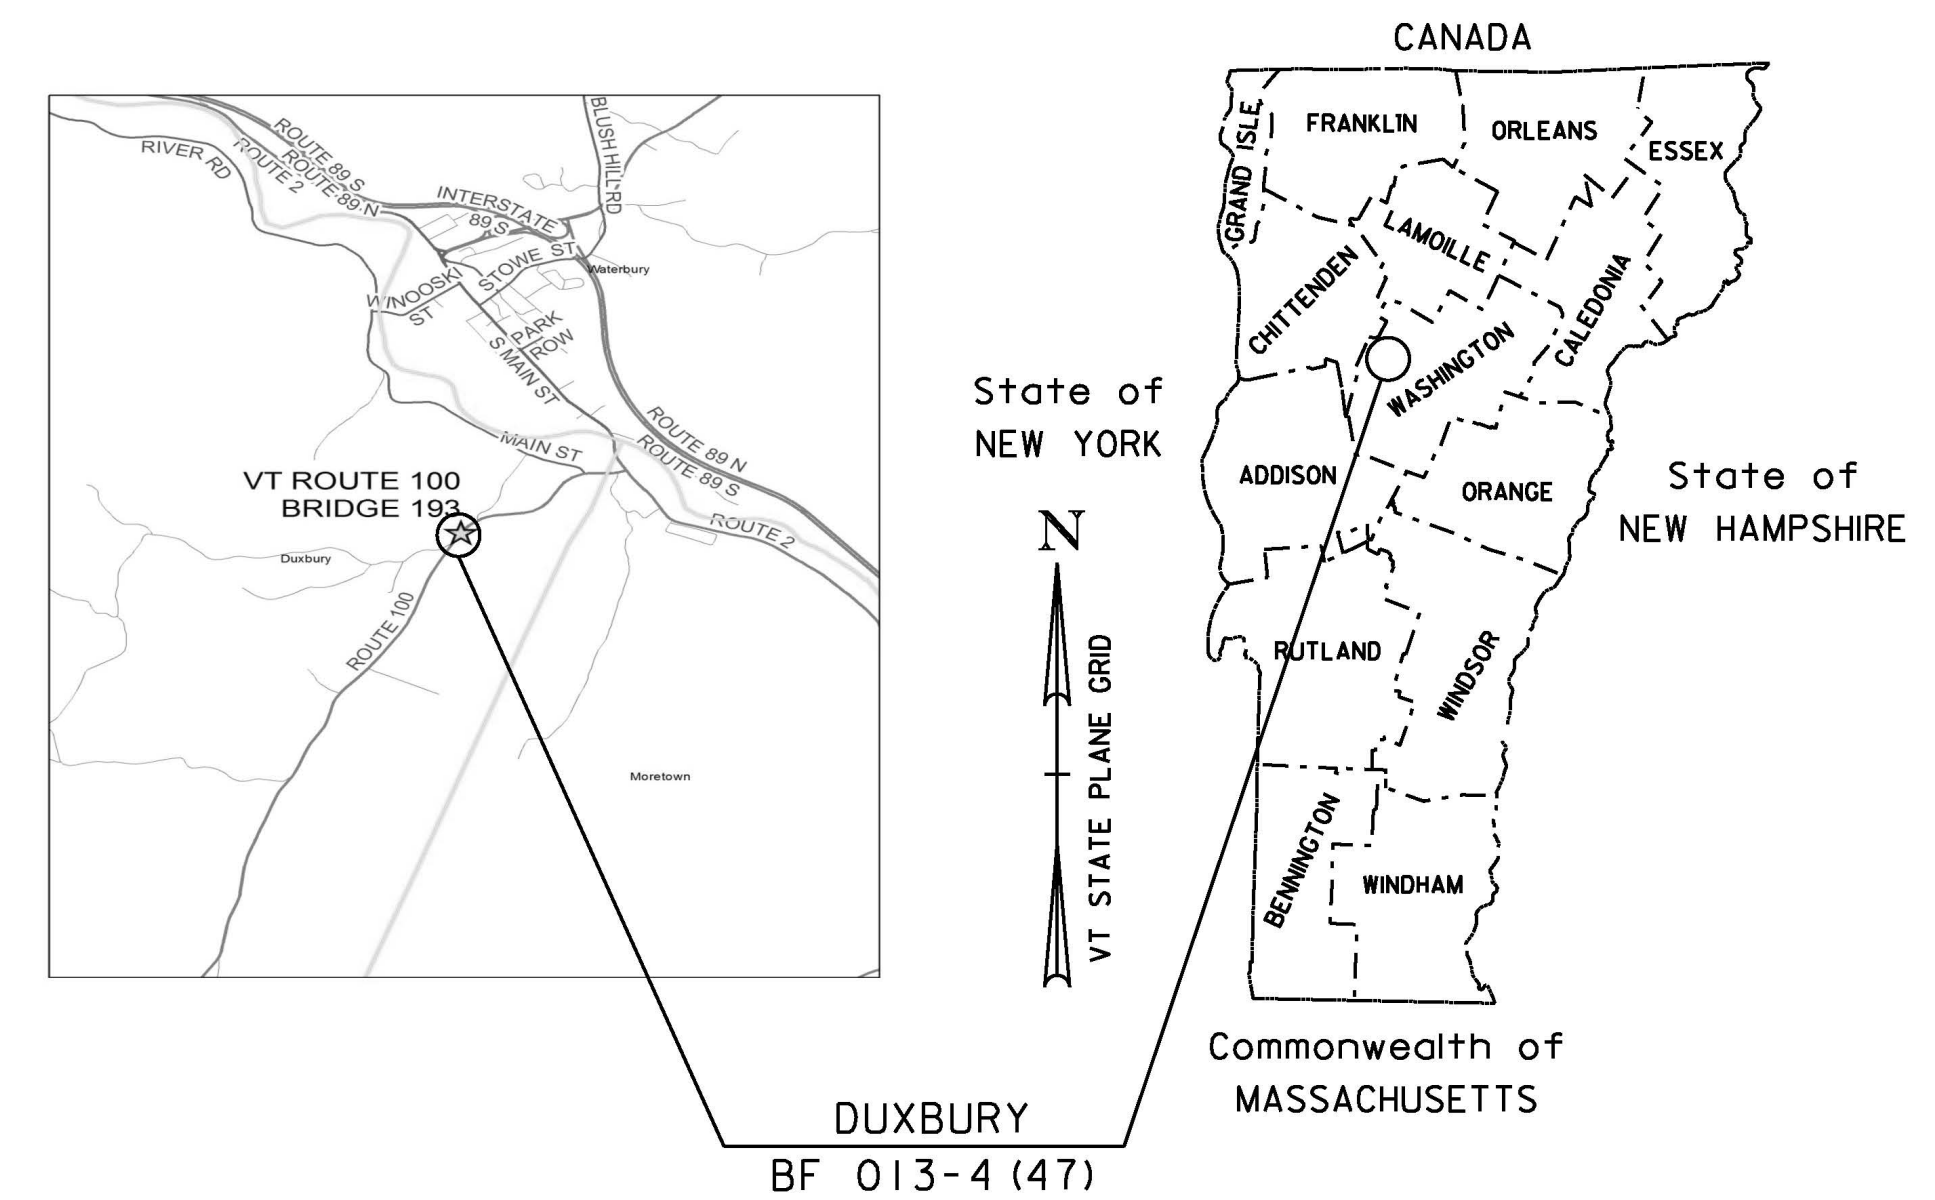 CANADA
GRAND ISLE
FRANKLIN
ORLEANS
ESSEX
LAMOILLE
CHITTENDEN
CALEDONIA
WASHINGTON
ADDISON
ORANGE
RUTLAND
WINDSOR
BENNINGTON
WINDHAM
State of
NEW YORK
State of
NEW HAMPSHIRE
Commonwealth of
MASSACHUSETTS
N
VT STATE PLANE GRID
RIVER RD
ROUTE 2
ROUTE 89 S
ROUTE 89 N
BLUSH HILL RD
INTERSTATE
89 S
STOWE ST
Waterbury
WINOOSKI
ST
PARK
ROW
S MAIN ST
MAIN ST
ROUTE 89 N
ROUTE 89 S
ROUTE 2
VT ROUTE 100
BRIDGE 193
Duxbury
ROUTE 100
Moretown
DUXBURY
BF 013-4 (47)